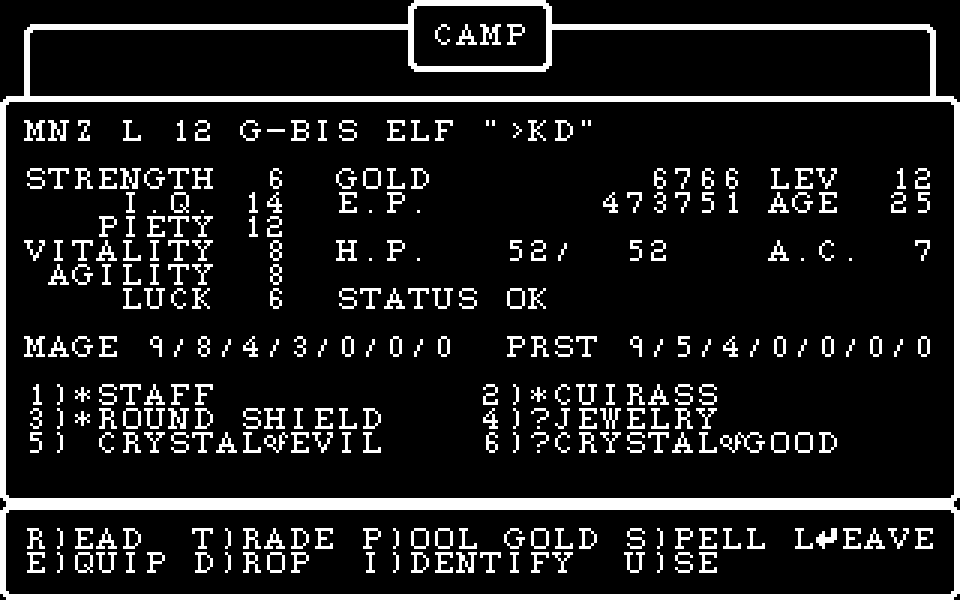 CAMP
MNZ L 12 G-BIS ELF ">KD"
STRENGTH 6 GOLD 6766 LEV 12
I.Q. 14 E.P. 473751 AGE 25
PIETY 12
VITALITY 8 H.P. 52/ 52 A.C. 7
AGILITY 8
LUCK 6 STATUS OK
MAGE 9/8/4/3/0/0/0 PRST 9/5/4/0/0/0/0
1)*STAFF 2)*CUIRASS
3)*ROUND SHIELD 4)?JEWELRY
5) CRYSTAL of EVIL 6)?CRYSTAL of GOOD
R)EAD T)RADE P)OOL GOLD S)PELL L↵EAVE
E)QUIP D)ROP I)DENTIFY U)SE